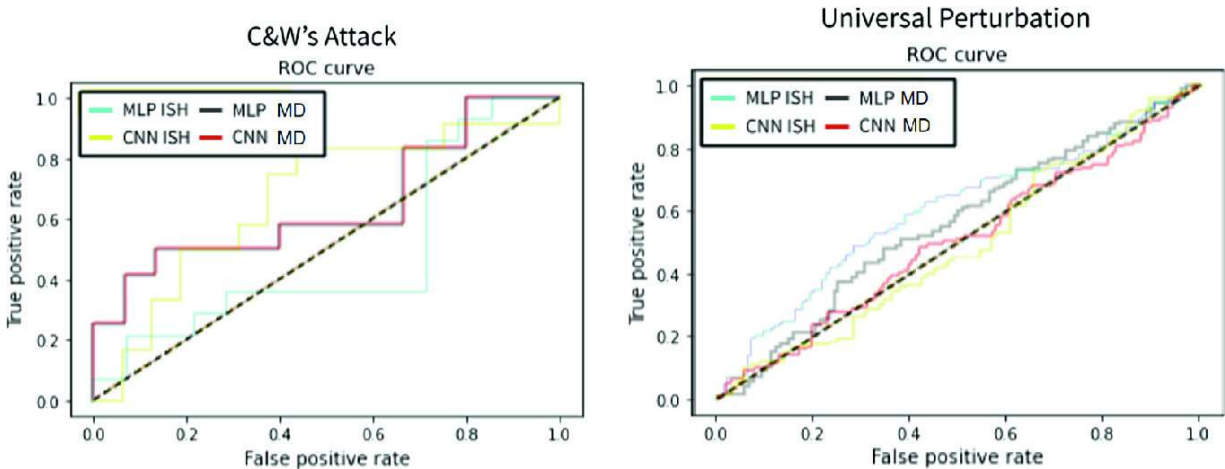 C&W's Attack
ROC curve
MLP ISH MLP MD
CNN ISH CNN MD
1.0
0.8
0.6
0.4
0.2
0.0
True positive rate
0.0 0.2 0.4 0.6 0.8 1.0
False positive rate
Universal Perturbation
ROC curve
MLP ISH MLP MD
CNN ISH CNN MD
1.0
0.8
0.6
0.4
0.2
0.0
True positive rate
0.0 0.2 0.4 0.6 0.8 1.0
False positive rate